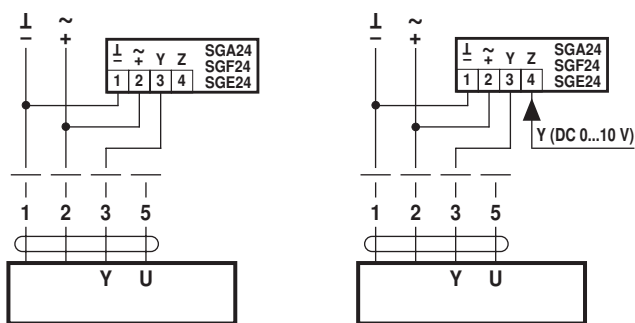 ⊥ ~
– +
⊥ ~ Y Z SGA24
– + SGF24
1 2 3 4 SGE24
1 2 3 5
Y U
⊥ ~
– +
⊥ ~ Y Z SGA24
– + SGF24
1 2 3 4 SGE24
Y (DC 0...10 V)
1 2 3 5
Y U